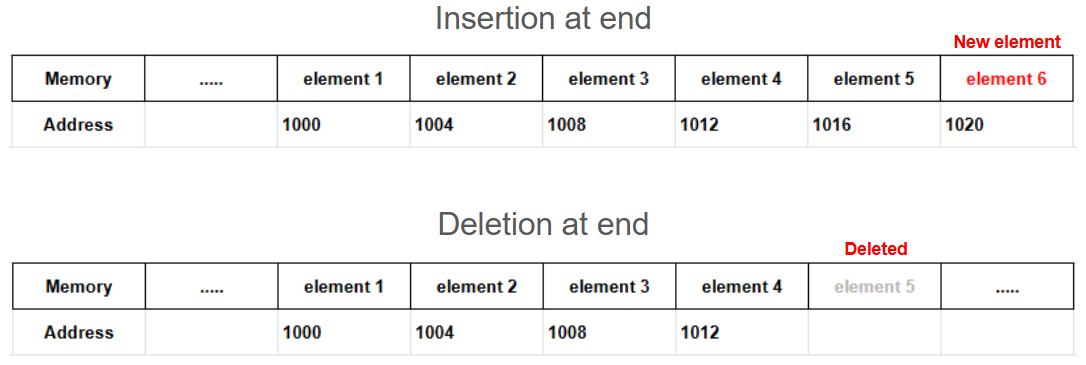 Insertion at end
New element
Memory ..... element 1 element 2 element 3 element 4 element 5 element 6
Address 1000 1004 1008 1012 1016 1020
Deletion at end
Deleted
Memory ..... element 1 element 2 element 3 element 4 element 5 .....
Address 1000 1004 1008 1012